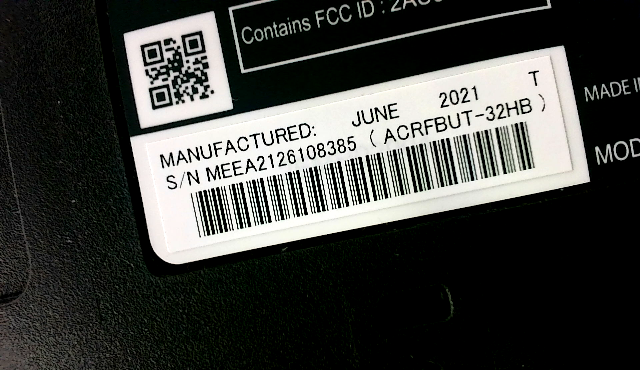 Contains FCC ID : 2AC
MANUFACTURED: JUNE 2021 T
S/N MEEA2126108385 ( ACRFBUT-32HB )
MADE
MOD